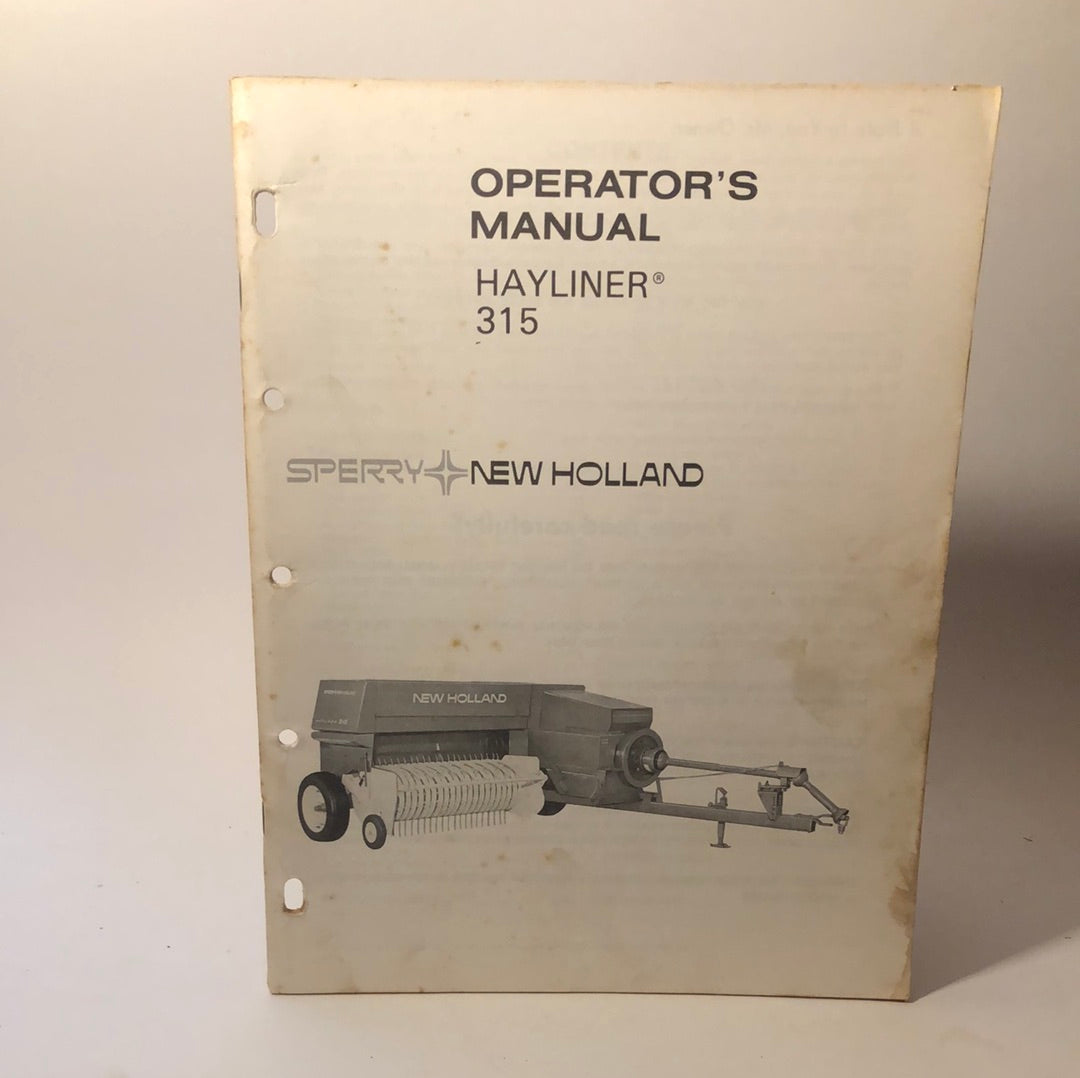 OPERATOR'S
MANUAL
HAYLINER®
315
SPERRY NEW HOLLAND
NEW HOLLAND